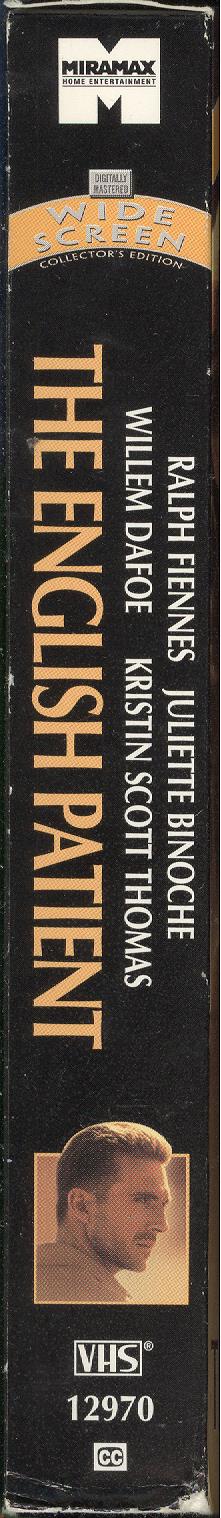 MIRAMAX
HOME ENTERTAINMENT
DIGITALLY
MASTERED
WIDE
SCREEN
COLLECTOR'S EDITION
RALPH FIENNES JULIETTE BINOCHE
WILLEM DAFOE KRISTIN SCOTT THOMAS
THE ENGLISH PATIENT
VHS®
12970
CC